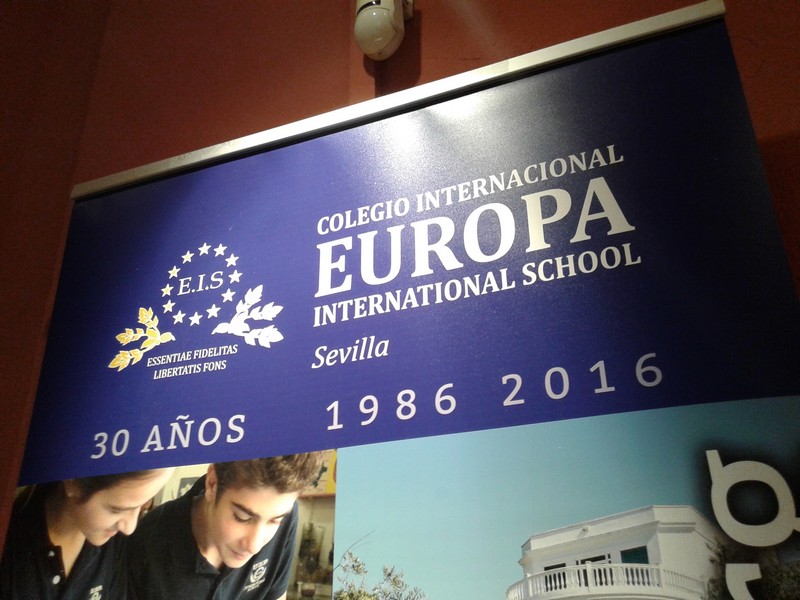 COLEGIO INTERNACIONAL
EUROPA
INTERNATIONAL SCHOOL
Sevilla
E.I.S
ESSENTIAE FIDELITAS
LIBERTATIS FONS
30 AÑOS
1986 2016